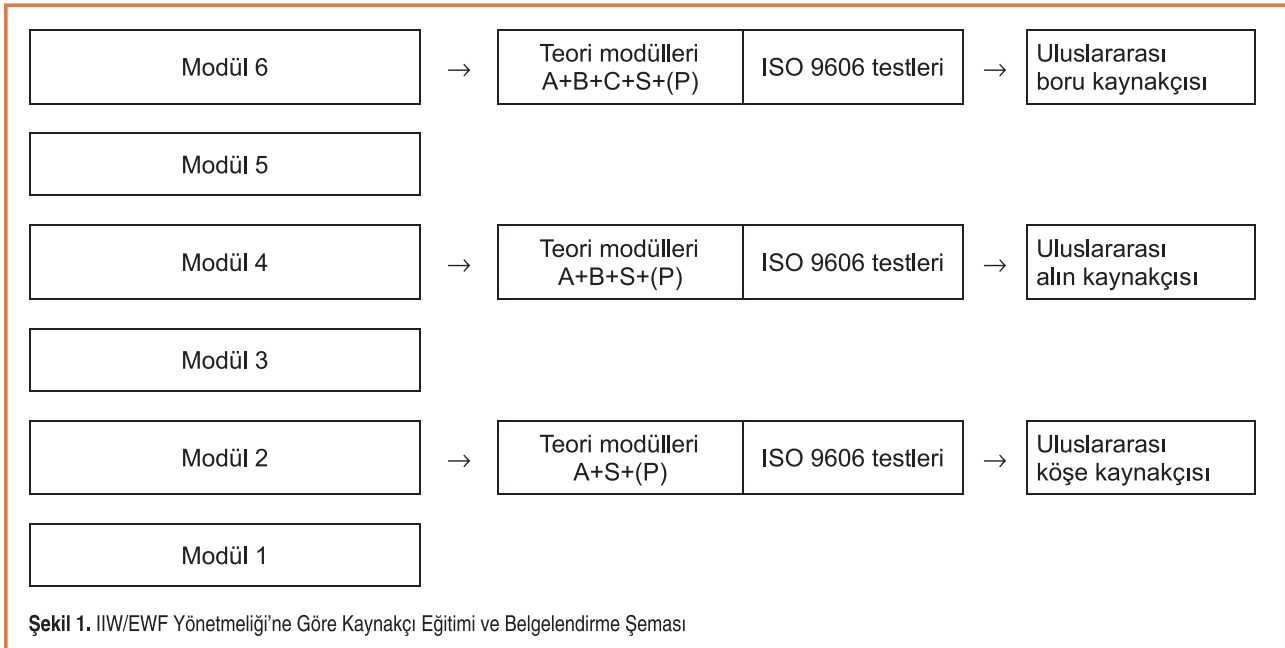 Modül 6 → Teori modülleri ISO 9606 testleri → Uluslararası
A+B+C+S+(P) boru kaynakçısı
Modül 5
Modül 4 → Teori modülleri ISO 9606 testleri → Uluslararası
A+B+S+(P) alın kaynakçısı
Modül 3
Modül 2 → Teori modülleri ISO 9606 testleri → Uluslararası
A+S+(P) köşe kaynakçısı
Modül 1
Şekil 1. IIW/EWF Yönetmeliği'ne Göre Kaynakçı Eğitimi ve Belgelendirme Şeması